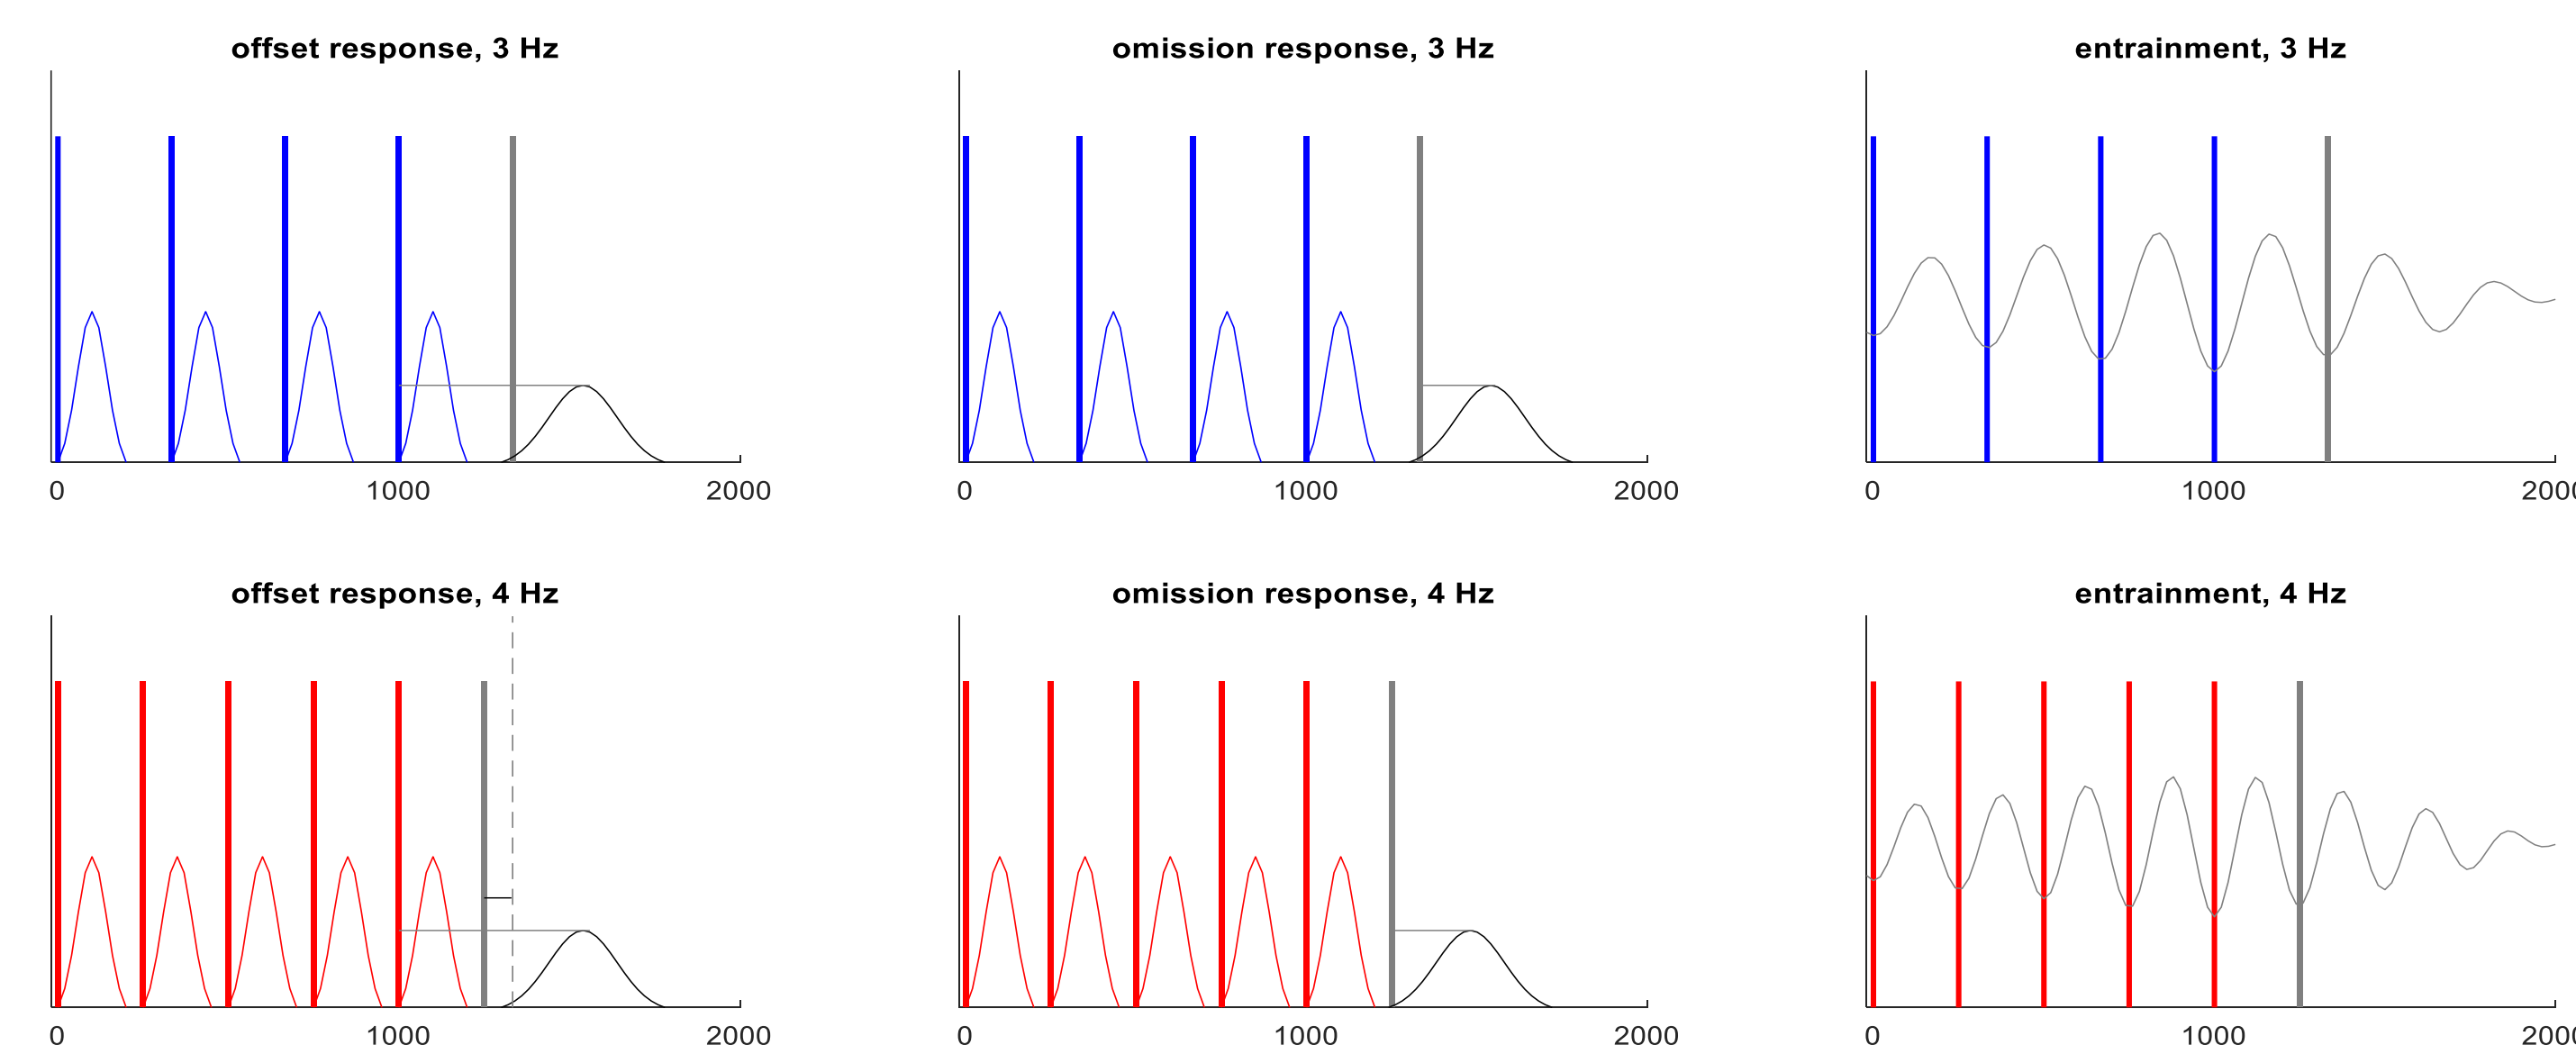 offset response, 3 Hz
omission response, 3 Hz
entrainment, 3 Hz
0 1000 2000
0 1000 2000
0 1000 200
offset response, 4 Hz
omission response, 4 Hz
entrainment, 4 Hz
0 1000 2000
0 1000 2000
0 1000 200